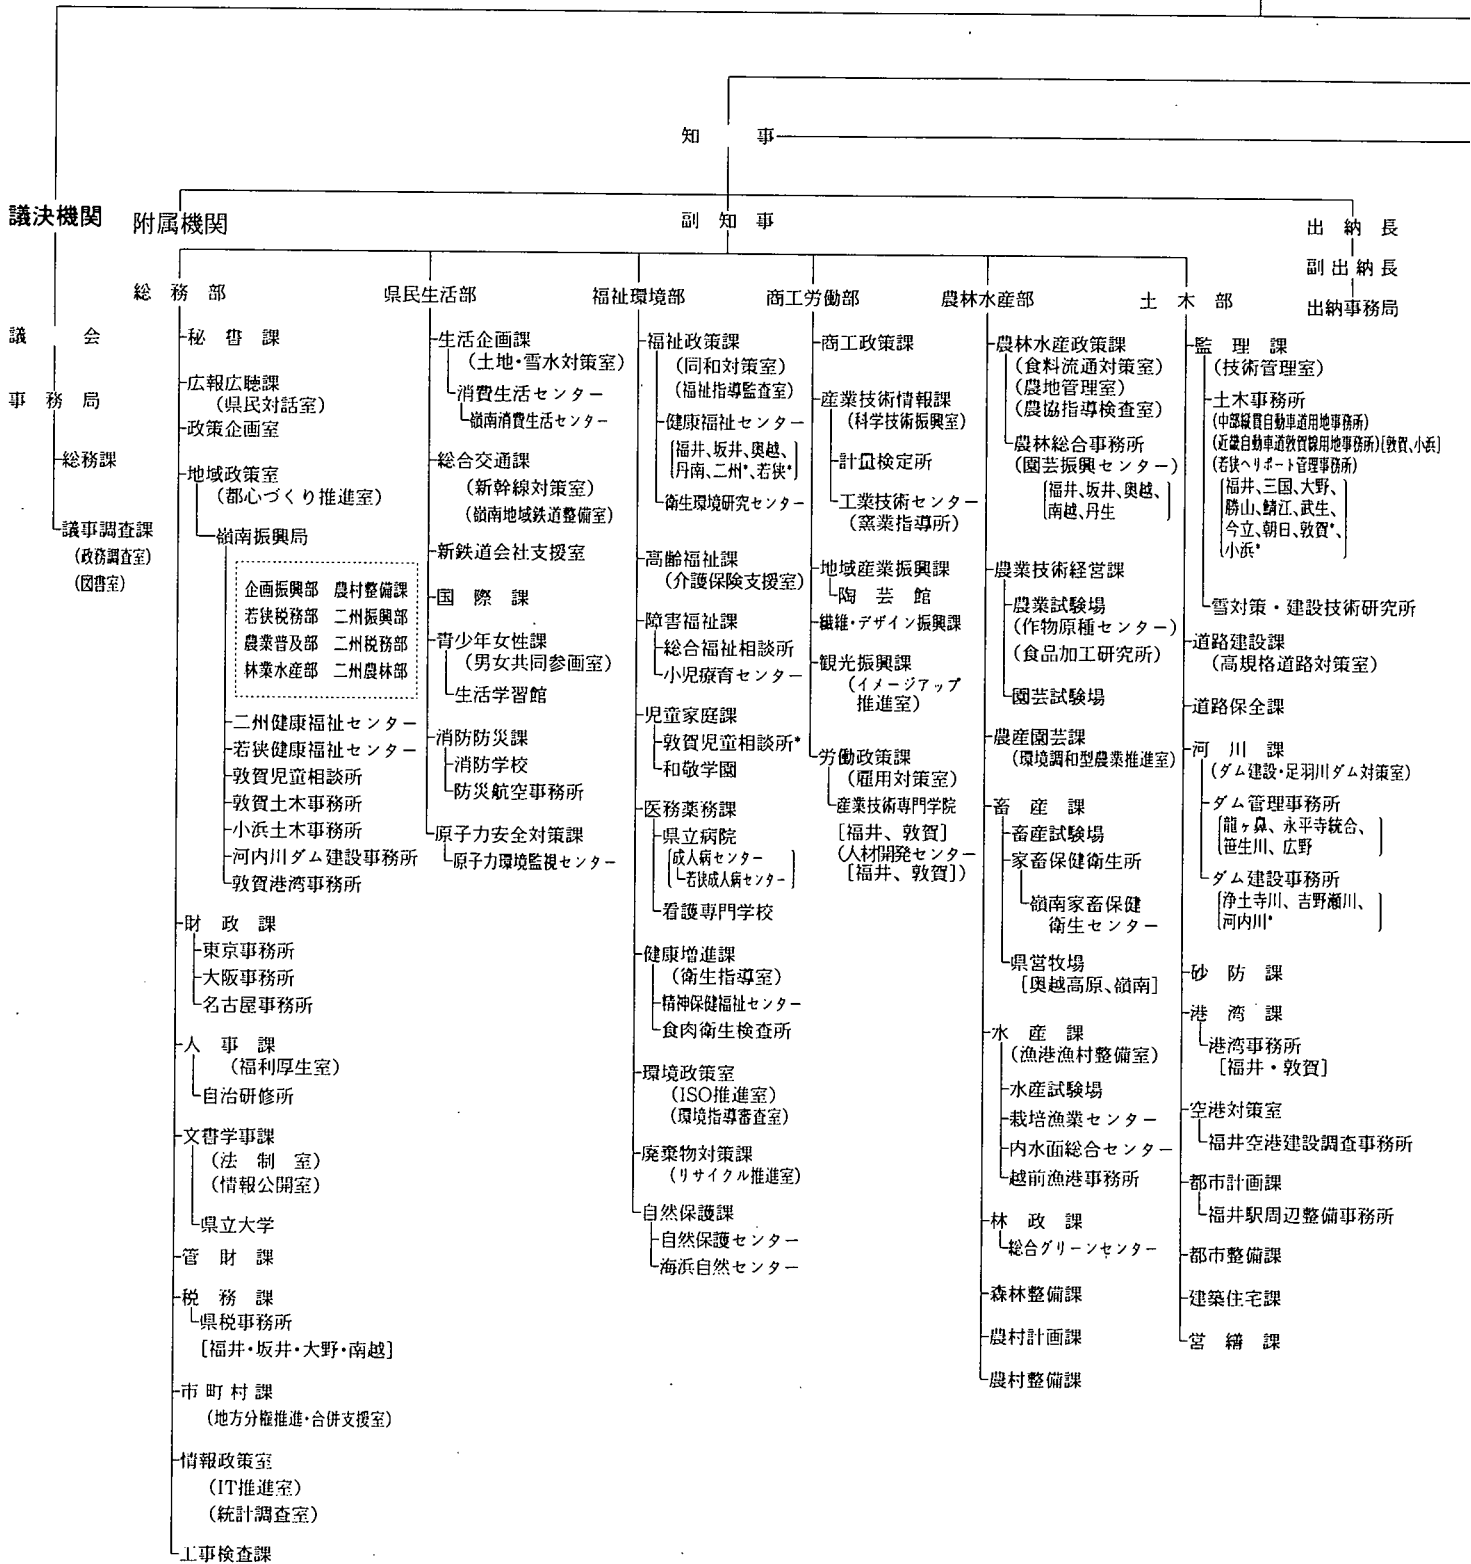 知事
議決機関
附属機関
副知事
出納長
副出納長
出納事務局
議会
事務局
総務課
議事調査課
(政務調査室)
(図書室)
総務部
秘書課
広報広聴課
(県民対話室)
政策企画室
地域政策室
(都心づくり推進室)
嶺南振興局
企画振興部 農村整備課
若狭税務部 二州振興部
農業普及部 二州税務部
林業水産部 二州農林部
二州健康福祉センター
若狭健康福祉センター
敦賀児童相談所
敦賀土木事務所
小浜土木事務所
河内川ダム建設事務所
敦賀港湾事務所
財政課
東京事務所
大阪事務所
名古屋事務所
人事課
(福利厚生室)
自治研修所
文書学事課
(法制室)
(情報公開室)
県立大学
管財課
税務課
県税事務所
[福井・坂井・大野・南越]
市町村課
(地方分権推進・合併支援室)
情報政策室
(IT推進室)
(統計調査室)
工事検査課
県民生活部
生活企画課
(土地・雪水対策室)
消費生活センター
嶺南消費生活センター
総合交通課
(新幹線対策室)
(嶺南地域鉄道整備室)
新鉄道会社支援室
国際課
青少年女性課
(男女共同参画室)
生活学習館
消防防災課
消防学校
防災航空事務所
原子力安全対策課
原子力環境監視センター
福祉環境部
福祉政策課
(同和対策室)
(福祉指導監査室)
健康福祉センター
[福井、坂井、奥越、
丹南、二州*、若狭*]
衛生環境研究センター
高齢福祉課
(介護保険支援室)
障害福祉課
総合福祉相談所
小児療育センター
児童家庭課
敦賀児童相談所*
和敬学園
医務薬務課
県立病院
[成人病センター
若狭成人病センター]
看護専門学校
健康増進課
(衛生指導室)
精神保健福祉センター
食肉衛生検査所
環境政策室
(ISO推進室)
(環境指導審査室)
廃棄物対策課
(リサイクル推進室)
自然保護課
自然保護センター
海浜自然センター
商工労働部
商工政策課
産業技術情報課
(科学技術振興室)
計量検定所
工業技術センター
(窯業指導所)
地域産業振興課
陶芸館
繊維・デザイン振興課
観光振興課
(イメージアップ
推進室)
労働政策課
(雇用対策室)
産業技術専門学院
[福井、敦賀]
(人材開発センター
[福井、敦賀])
農林水産部
農林水産政策課
(食料流通対策室)
(農地管理室)
(農協指導検査室)
農林総合事務所
(園芸振興センター)
[福井、坂井、奥越、
南越、丹生]
農業技術経営課
農業試験場
(作物原種センター)
(食品加工研究所)
園芸試験場
農産園芸課
(環境調和型農業推進室)
畜産課
畜産試験場
家畜保健衛生所
嶺南家畜保健
衛生センター
県営牧場
[奥越高原、嶺南]
水産課
(漁港漁村整備室)
水産試験場
栽培漁業センター
内水面総合センター
越前漁港事務所
林政課
総合グリーンセンター
森林整備課
農村計画課
農村整備課
土木部
監理課
(技術管理室)
土木事務所
(中部縦貫自動車道用地事務所)
(近畿自動車道敦賀線用地事務所)[敦賀、小浜]
(若狭ヘリポート管理事務所)
[福井、三国、大野、
勝山、鯖江、武生、
今立、朝日、敦賀*、
小浜*]
雪対策・建設技術研究所
道路建設課
(高規格道路対策室)
道路保全課
河川課
(ダム建設・足羽川ダム対策室)
ダム管理事務所
[龍ヶ鼻、永平寺統合、
笹生川、広野]
ダム建設事務所
[浄土寺川、吉野瀬川、
河内川*]
砂防課
港湾課
港湾事務所
[福井・敦賀]
空港対策室
福井空港建設調査事務所
都市計画課
福井駅周辺整備事務所
都市整備課
建築住宅課
営繕課